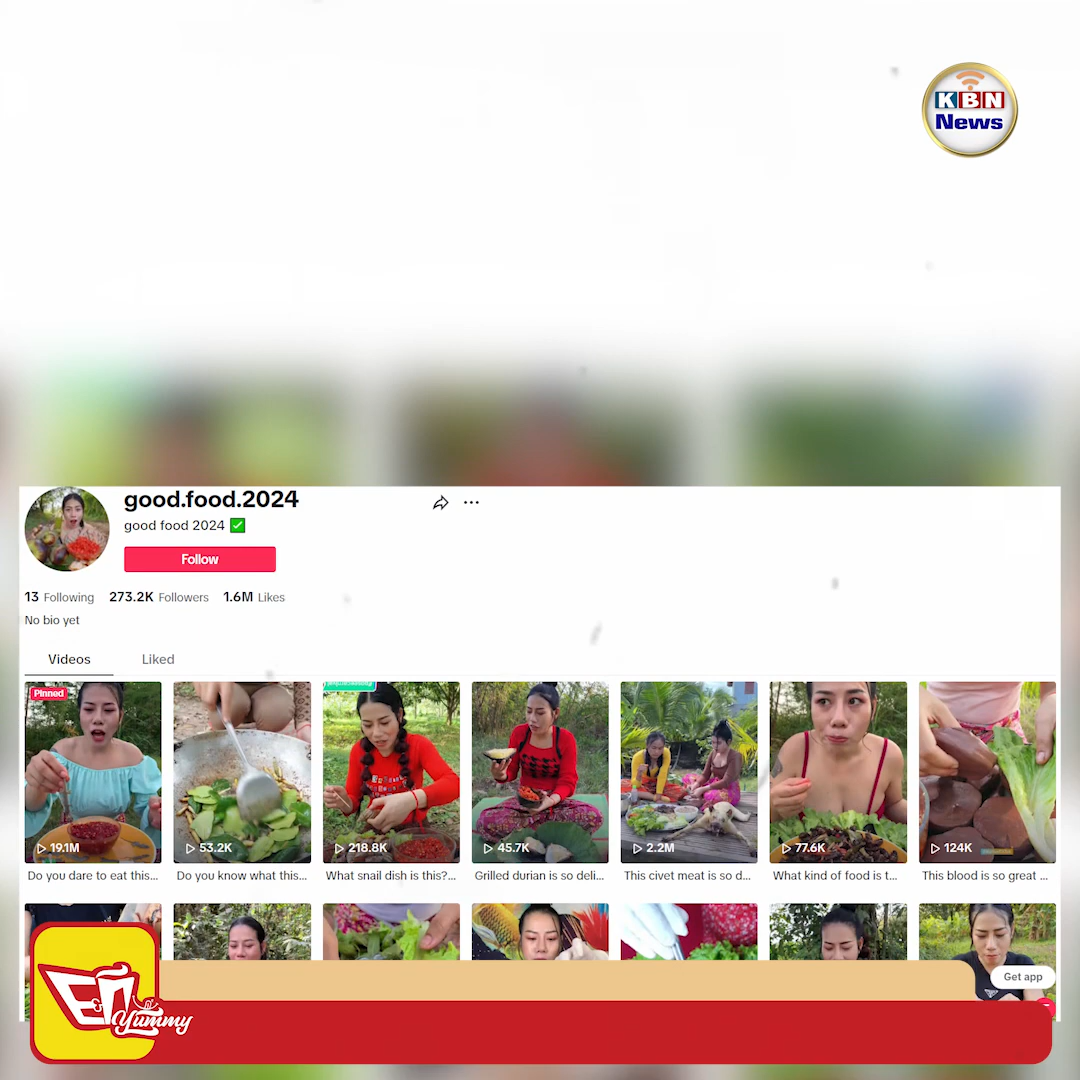 KBN
News
good.food.2024
good food 2024 ✅
Follow
13 Following 273.2K Followers 1.6M Likes
No bio yet
Videos Liked
Pinned
19.1M 53.2K 218.8K 45.7K 2.2M 77.6K 124K
Do you dare to eat this... Do you know what this... What snail dish is this?... Grilled durian is so deli... This civet meat is so d... What kind of food is t... This blood is so great ...
Get app
Yummy